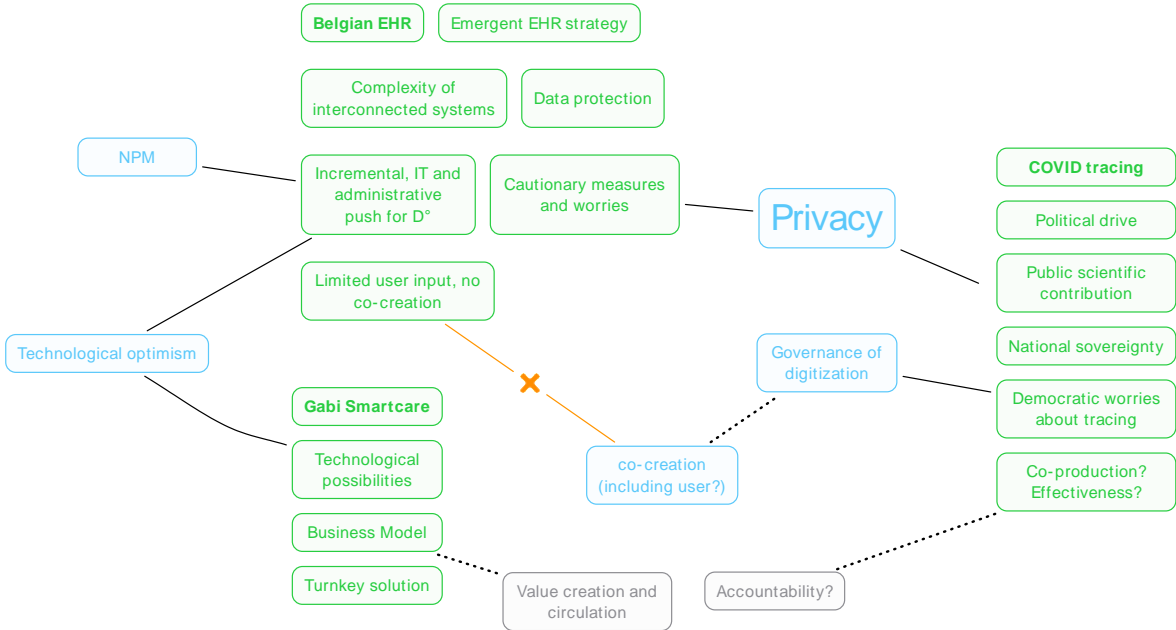 Belgian EHR
Emergent EHR strategy
Complexity of
interconnected systems
Data protection
NPM
Incremental, IT and
administrative
push for D°
Cautionary measures
and worries
Privacy
COVID tracing
Political drive
Public scientific
contribution
Limited user input, no
co-creation
Technological optimism
Governance of
digitization
National sovereignty
Democratic worries
about tracing
Gabi Smartcare
Technological
possibilities
co-creation
(including user?)
Co-production?
Effectiveness?
Business Model
Turnkey solution
Value creation and
circulation
Accountability?